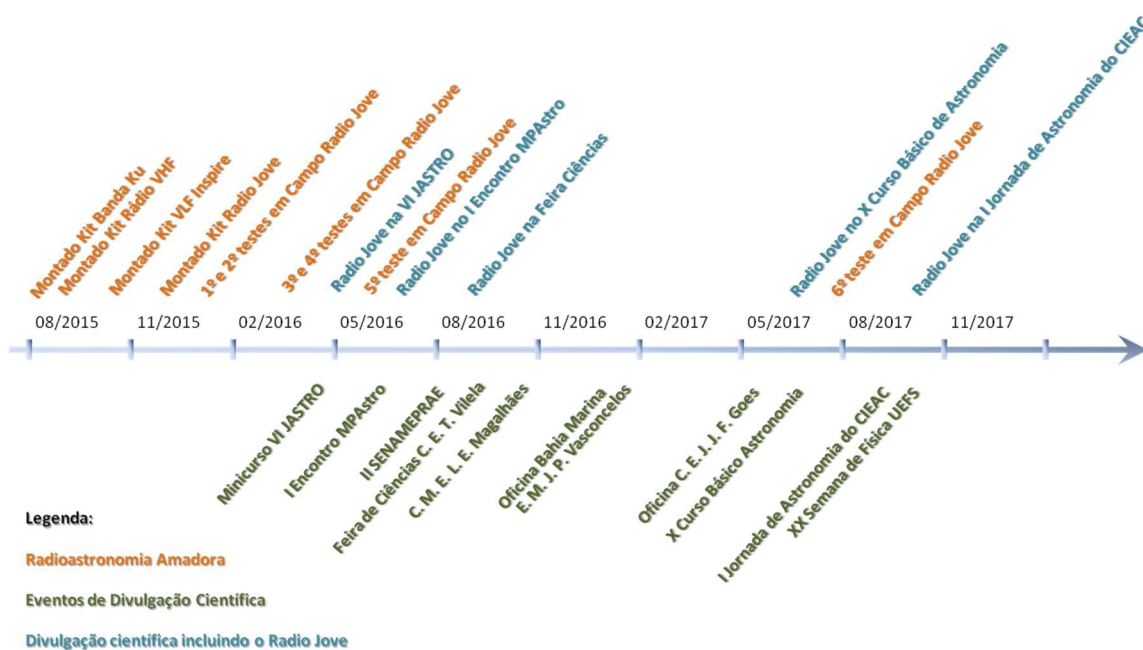 Montado Kit Banda Ku
Montado Kit Rádio VHF
Montado Kit VLF Inspire
Montado Kit Radio Jove
1º e 2º testes em Campo Radio Jove
3º e 4º testes em Campo Radio Jove
Radio Jove na VI JASTRO
5º teste em Campo Radio Jove
Radio Jove no I Encontro MPAstro
Radio Jove na Feira Ciências
Radio Jove no X Curso Básico de Astronomia
6º teste em Campo Radio Jove
Radio Jove na I Jornada de Astronomia do CIEAC
08/2015 11/2015 02/2016 05/2016 08/2016 11/2016 02/2017 05/2017 08/2017 11/2017
Minicurso VI JASTRO
I Encontro MPAstro
II SENAMEPRAE
Feira de Ciências C. E. T. Vilela
C. M. E. L. E. Magalhães
Oficina Bahia Marina
E. M. J. P. Vasconcelos
Oficina C. E. J. J. F. Goes
X Curso Básico Astronomia
I Jornada de Astronomia do CIEAC
XX Semana de Física UEFS
Legenda:
Radioastronomia Amadora
Eventos de Divulgação Científica
Divulgação científica incluindo o Radio Jove